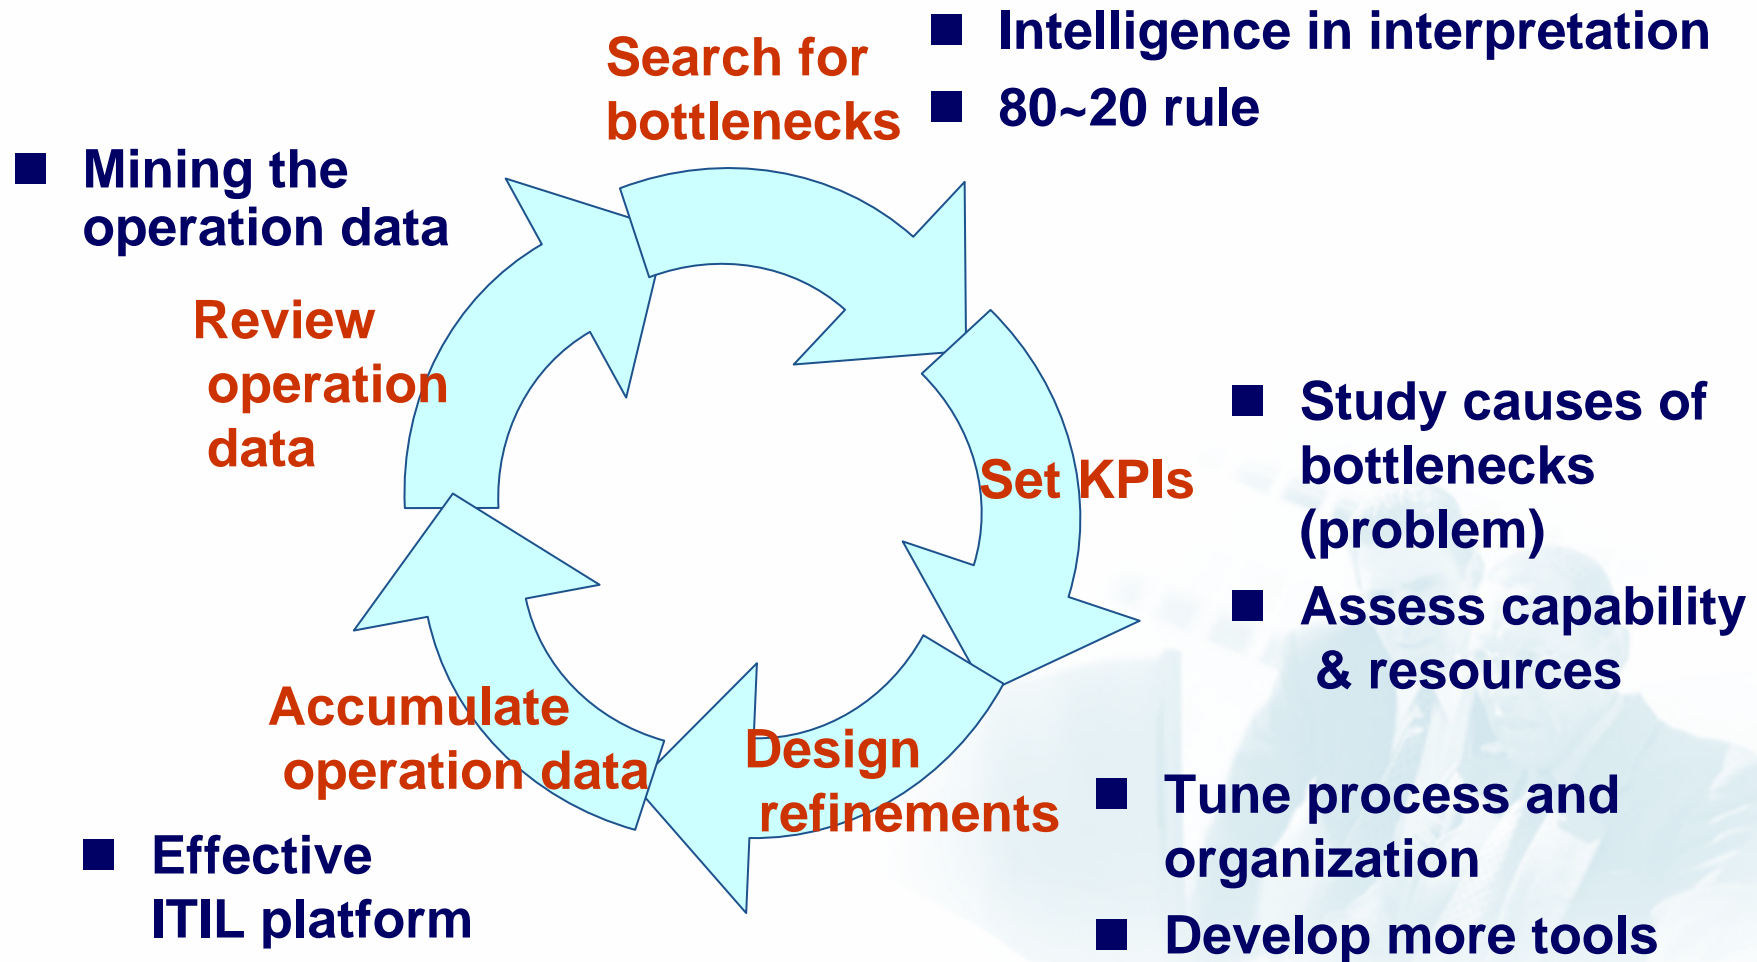 Search for
bottlenecks
■ Intelligence in interpretation
■ 80~20 rule
■ Mining the
operation data
Review
operation
data
Set KPIs
■ Study causes of
bottlenecks
(problem)
■ Assess capability
& resources
Accumulate
operation data
Design
refinements
■ Tune process and
organization
■ Develop more tools
■ Effective
ITIL platform